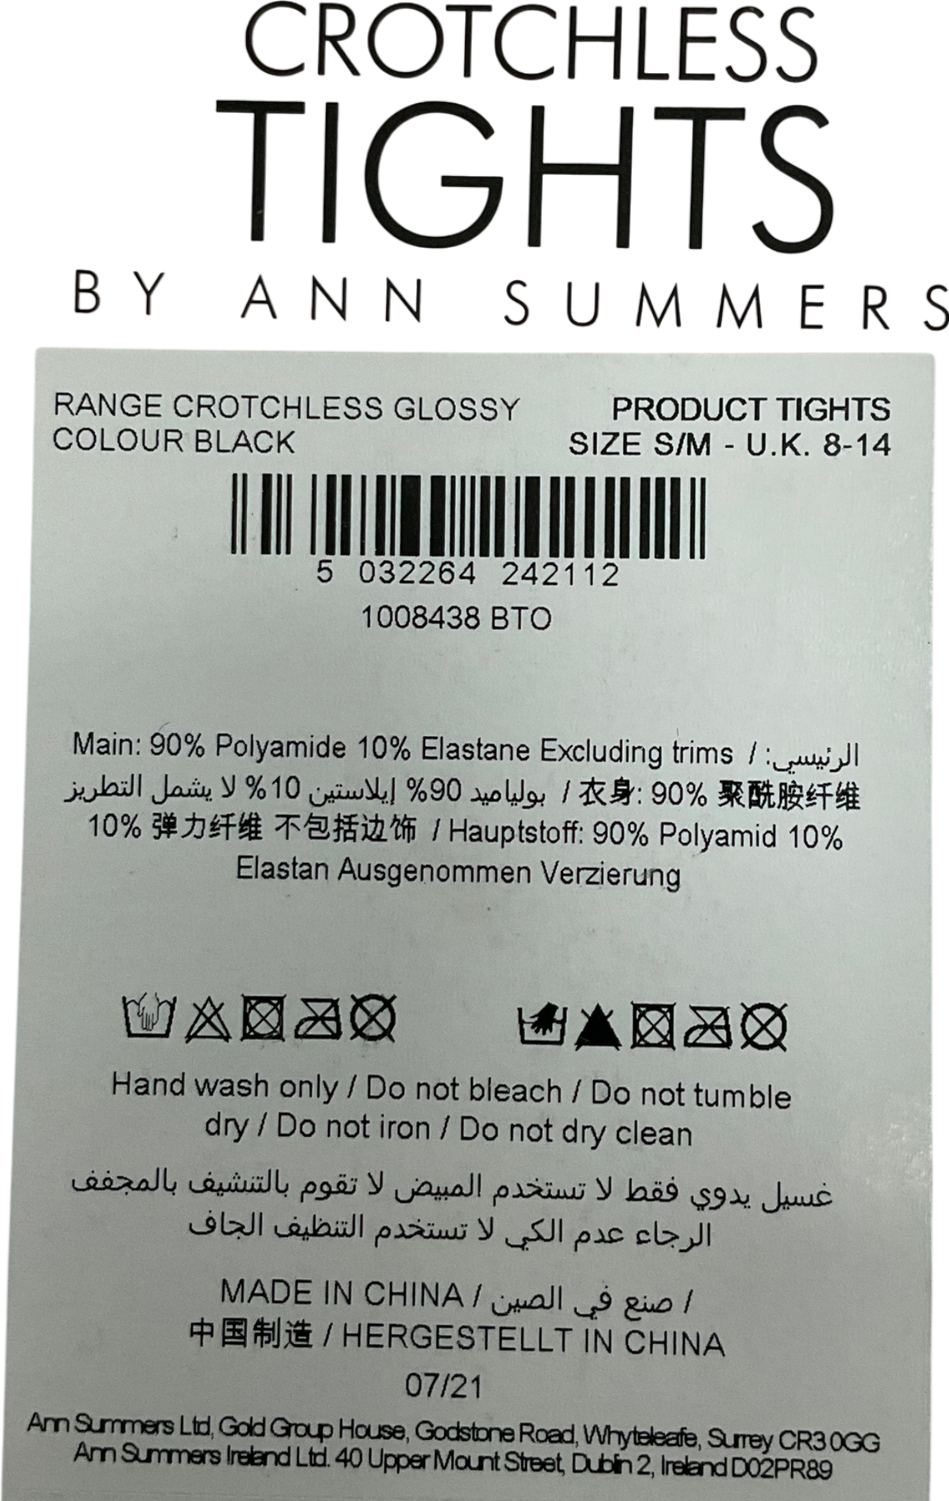 CROTCHLESS
TIGHTS
BY ANN SUMMERS
RANGE CROTCHLESS GLOSSY PRODUCT TIGHTS
COLOUR BLACK SIZE S/M - U.K. 8-14
5 032264 242112
1008438 BTO
Main: 90% Polyamide 10% Elastane Excluding trims / الرئيسي:
بولياميد 90% إيلاستين 10% لا يشمل التطريز / 衣身: 90% 聚酰胺纤维
10% 弹力纤维 不包括边饰 / Hauptstoff: 90% Polyamid 10%
Elastan Ausgenommen Verzierung
Hand wash only / Do not bleach / Do not tumble
dry / Do not iron / Do not dry clean
غسيل يدوي فقط لا تستخدم المبيض لا تقوم بالتنشيف بالمجفف
الرجاء عدم الكي لا تستخدم التنظيف الجاف
MADE IN CHINA / صنع في الصين /
中国制造 / HERGESTELLT IN CHINA
07/21
Ann Summers Ltd, Gold Group House, Godstone Road, Whyteleafe, Surrey CR3 0GG
Ann Summers Ireland Ltd. 40 Upper Mount Street, Dublin 2, Ireland D02PR89